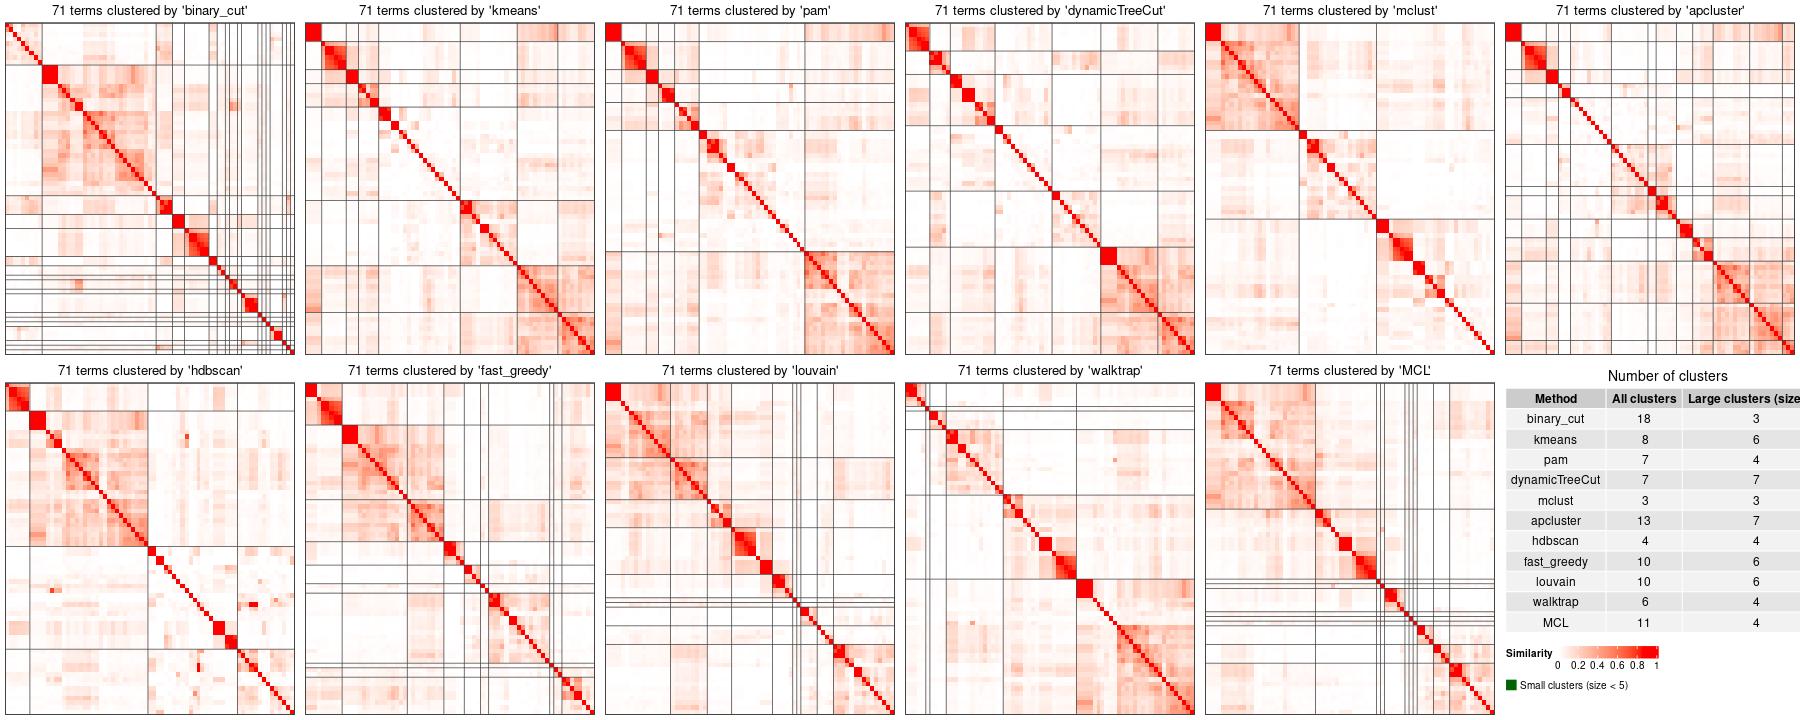 71 terms clustered by 'binary_cut'
71 terms clustered by 'kmeans'
71 terms clustered by 'pam'
71 terms clustered by 'dynamicTreeCut'
71 terms clustered by 'mclust'
71 terms clustered by 'apcluster'
71 terms clustered by 'hdbscan'
71 terms clustered by 'fast_greedy'
71 terms clustered by 'louvain'
71 terms clustered by 'walktrap'
71 terms clustered by 'MCL'
Number of clusters
Method All clusters Large clusters (size
binary_cut 18 3
kmeans 8 6
pam 7 4
dynamicTreeCut 7 7
mclust 3 3
apcluster 13 7
hdbscan 4 4
fast_greedy 10 6
louvain 10 6
walktrap 6 4
MCL 11 4
Similarity
0 0.2 0.4 0.6 0.8 1
Small clusters (size < 5)